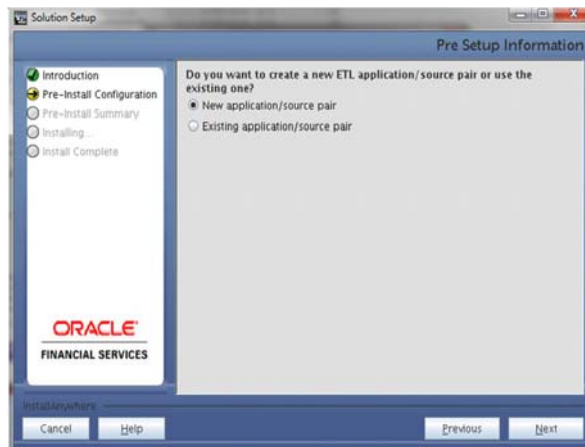 Solution Setup
Pre Setup Information
Introduction
Pre-Install Configuration
Pre-Install Summary
Installing...
Install Complete
ORACLE
FINANCIAL SERVICES
Do you want to create a new ETL application/source pair or use the
existing one?
New application/source pair
Existing application/source pair
InstallAnywhere
Cancel
Help
Previous
Next